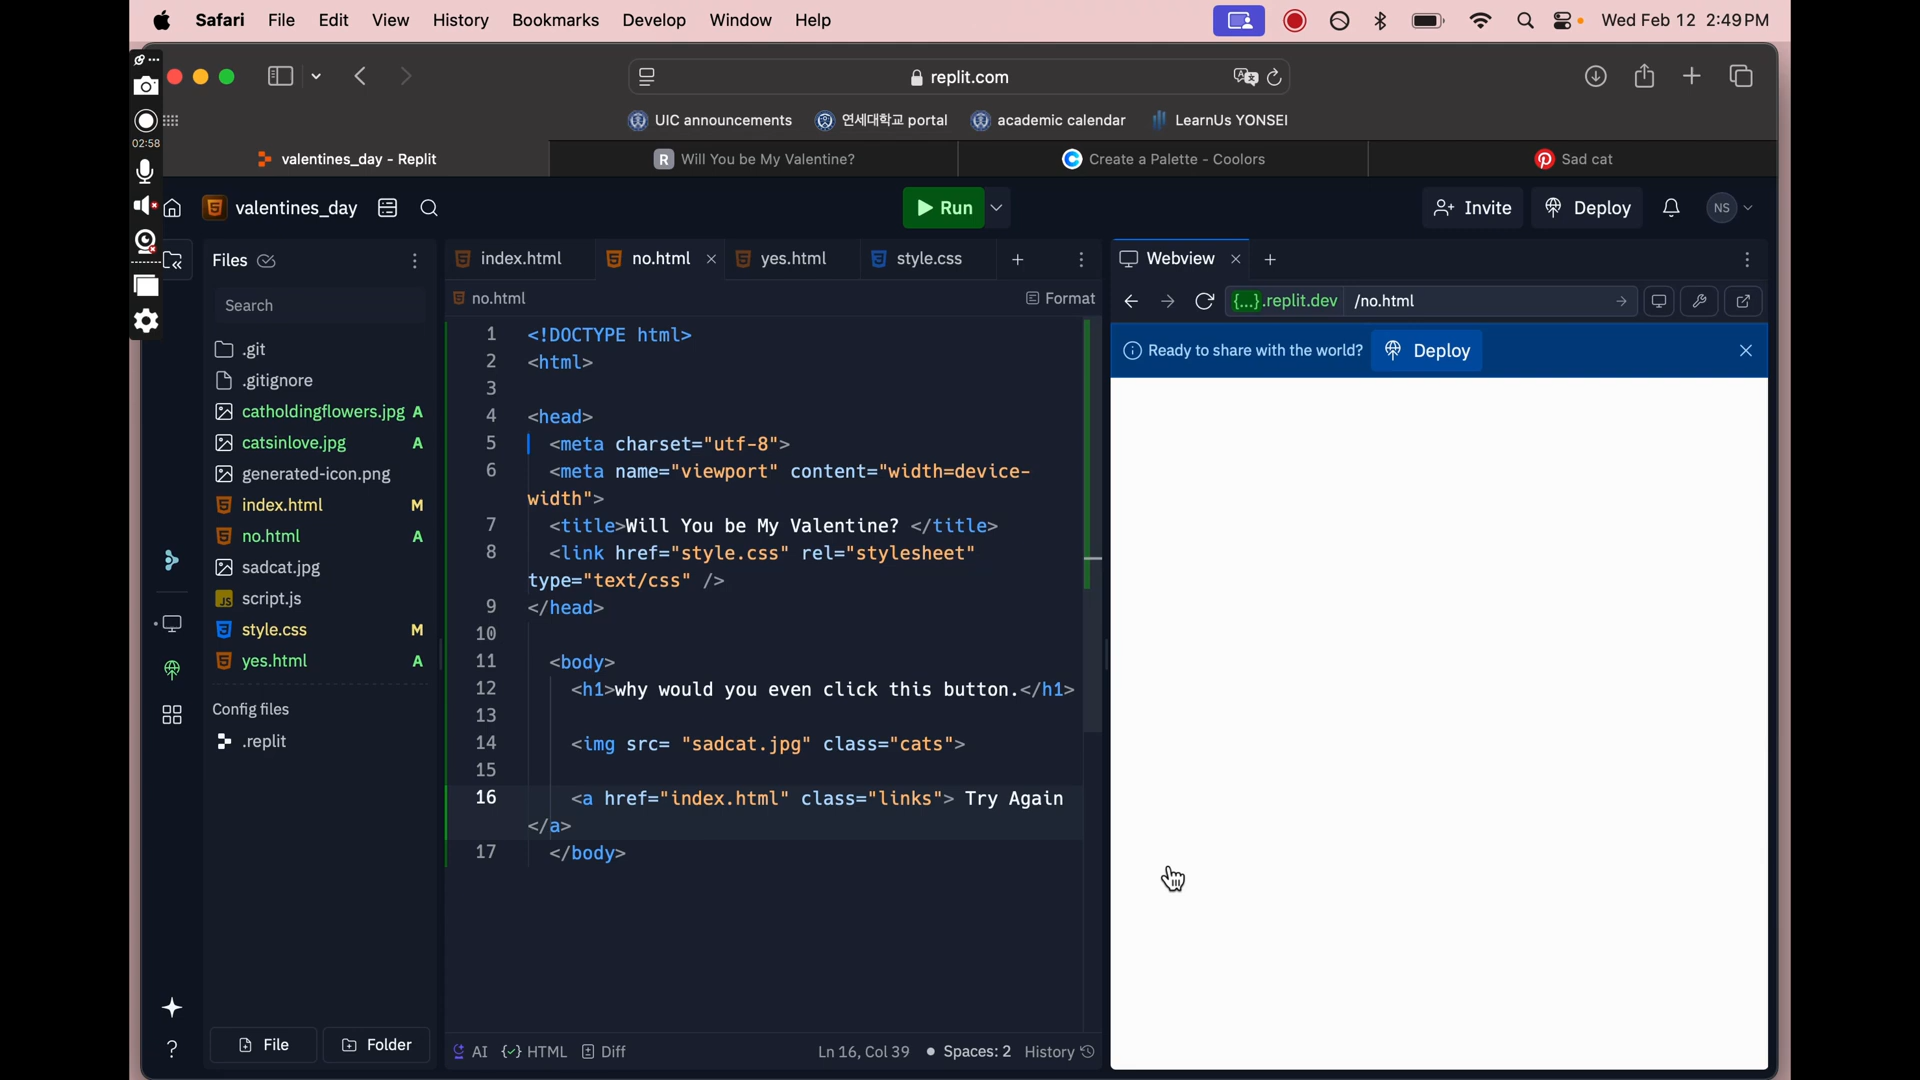 Safari File Edit View History Bookmarks Develop Window Help Wed Feb 12 2:49 PM
replit.com
02:58
UIC announcements 연세대학교 portal academic calendar LearnUs YONSEI
valentines_day - Replit R Will You be My Valentine? Create a Palette - Coolors Sad cat
valentines_day Run Invite Deploy NS
Files index.html no.html yes.html style.css Webview
no.html Format {...}.replit.dev /no.html
Search
Ready to share with the world? Deploy
.git
.gitignore
catholdingflowers.jpg A
catsinlove.jpg A
generated-icon.png
index.html M
no.html A
sadcat.jpg
JS script.js
style.css M
yes.html A
Config files
.replit
File Folder
1 <!DOCTYPE html>
2 <html>
3
4 <head>
5 <meta charset="utf-8">
6 <meta name="viewport" content="width=device-
width">
7 <title>Will You be My Valentine? </title>
8 <link href="style.css" rel="stylesheet"
type="text/css" />
9 </head>
10
11 <body>
12 <h1>why would you even click this button.</h1>
13
14 <img src= "sadcat.jpg" class="cats">
15
16 <a href="index.html" class="links"> Try Again
</a>
17 </body>
AI HTML Diff Ln 16, Col 39 Spaces: 2 History